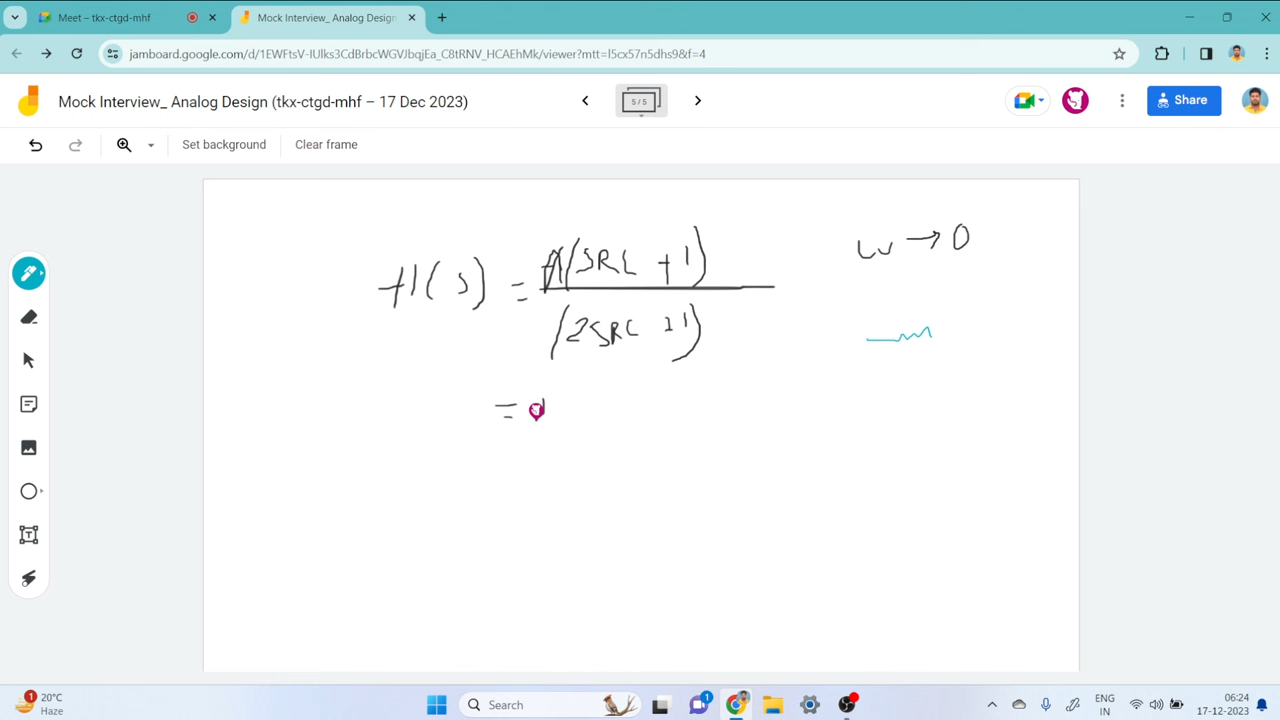 Meet – tkx-ctgd-mhf
Mock Interview_ Analog Design
jamboard.google.com/d/1EWFtsV-IUlks3CdBrbcWGVJbqjEa_C8tRNV_HCAEhMk/viewer?mtt=l5cx57n5dhs9&f=4
Mock Interview_ Analog Design (tkx-ctgd-mhf – 17 Dec 2023)
5 / 5
Share
Set background
Clear frame
H(s) = (SRC + 1)
(2SRC + 1)
=
ω → 0
1
20°C
Haze
Search
1
ENG
IN
06:24
17-12-2023